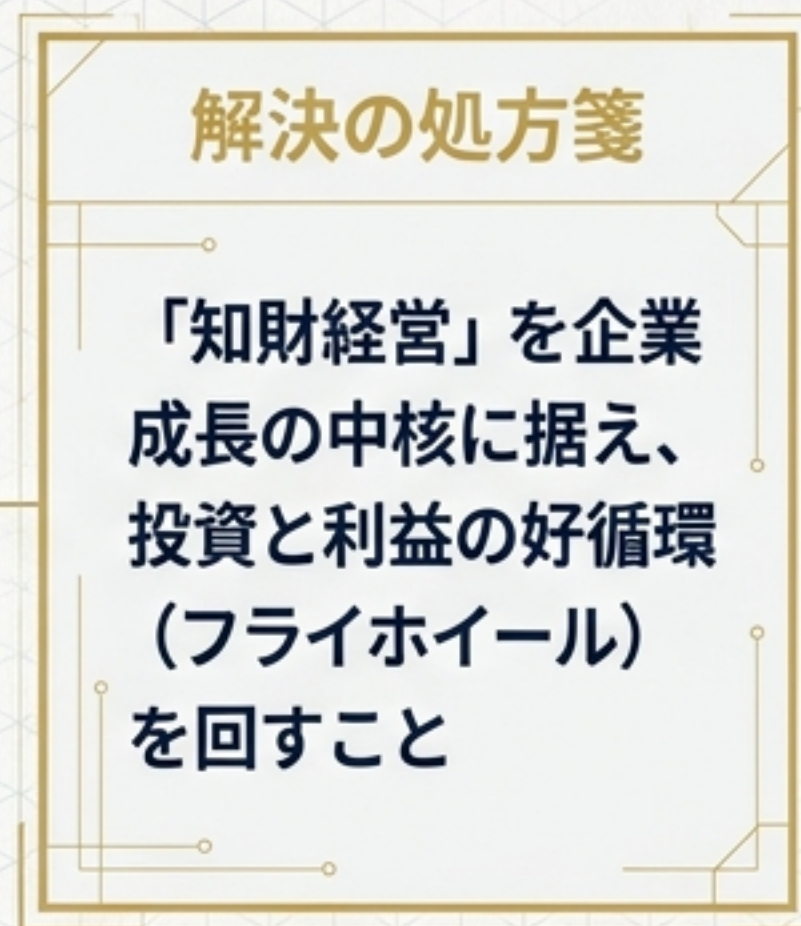 解決の処方箋
「知財経営」を企業
成長の中核に据え、
投資と利益の好循環
（フライホイール）
を回すこと